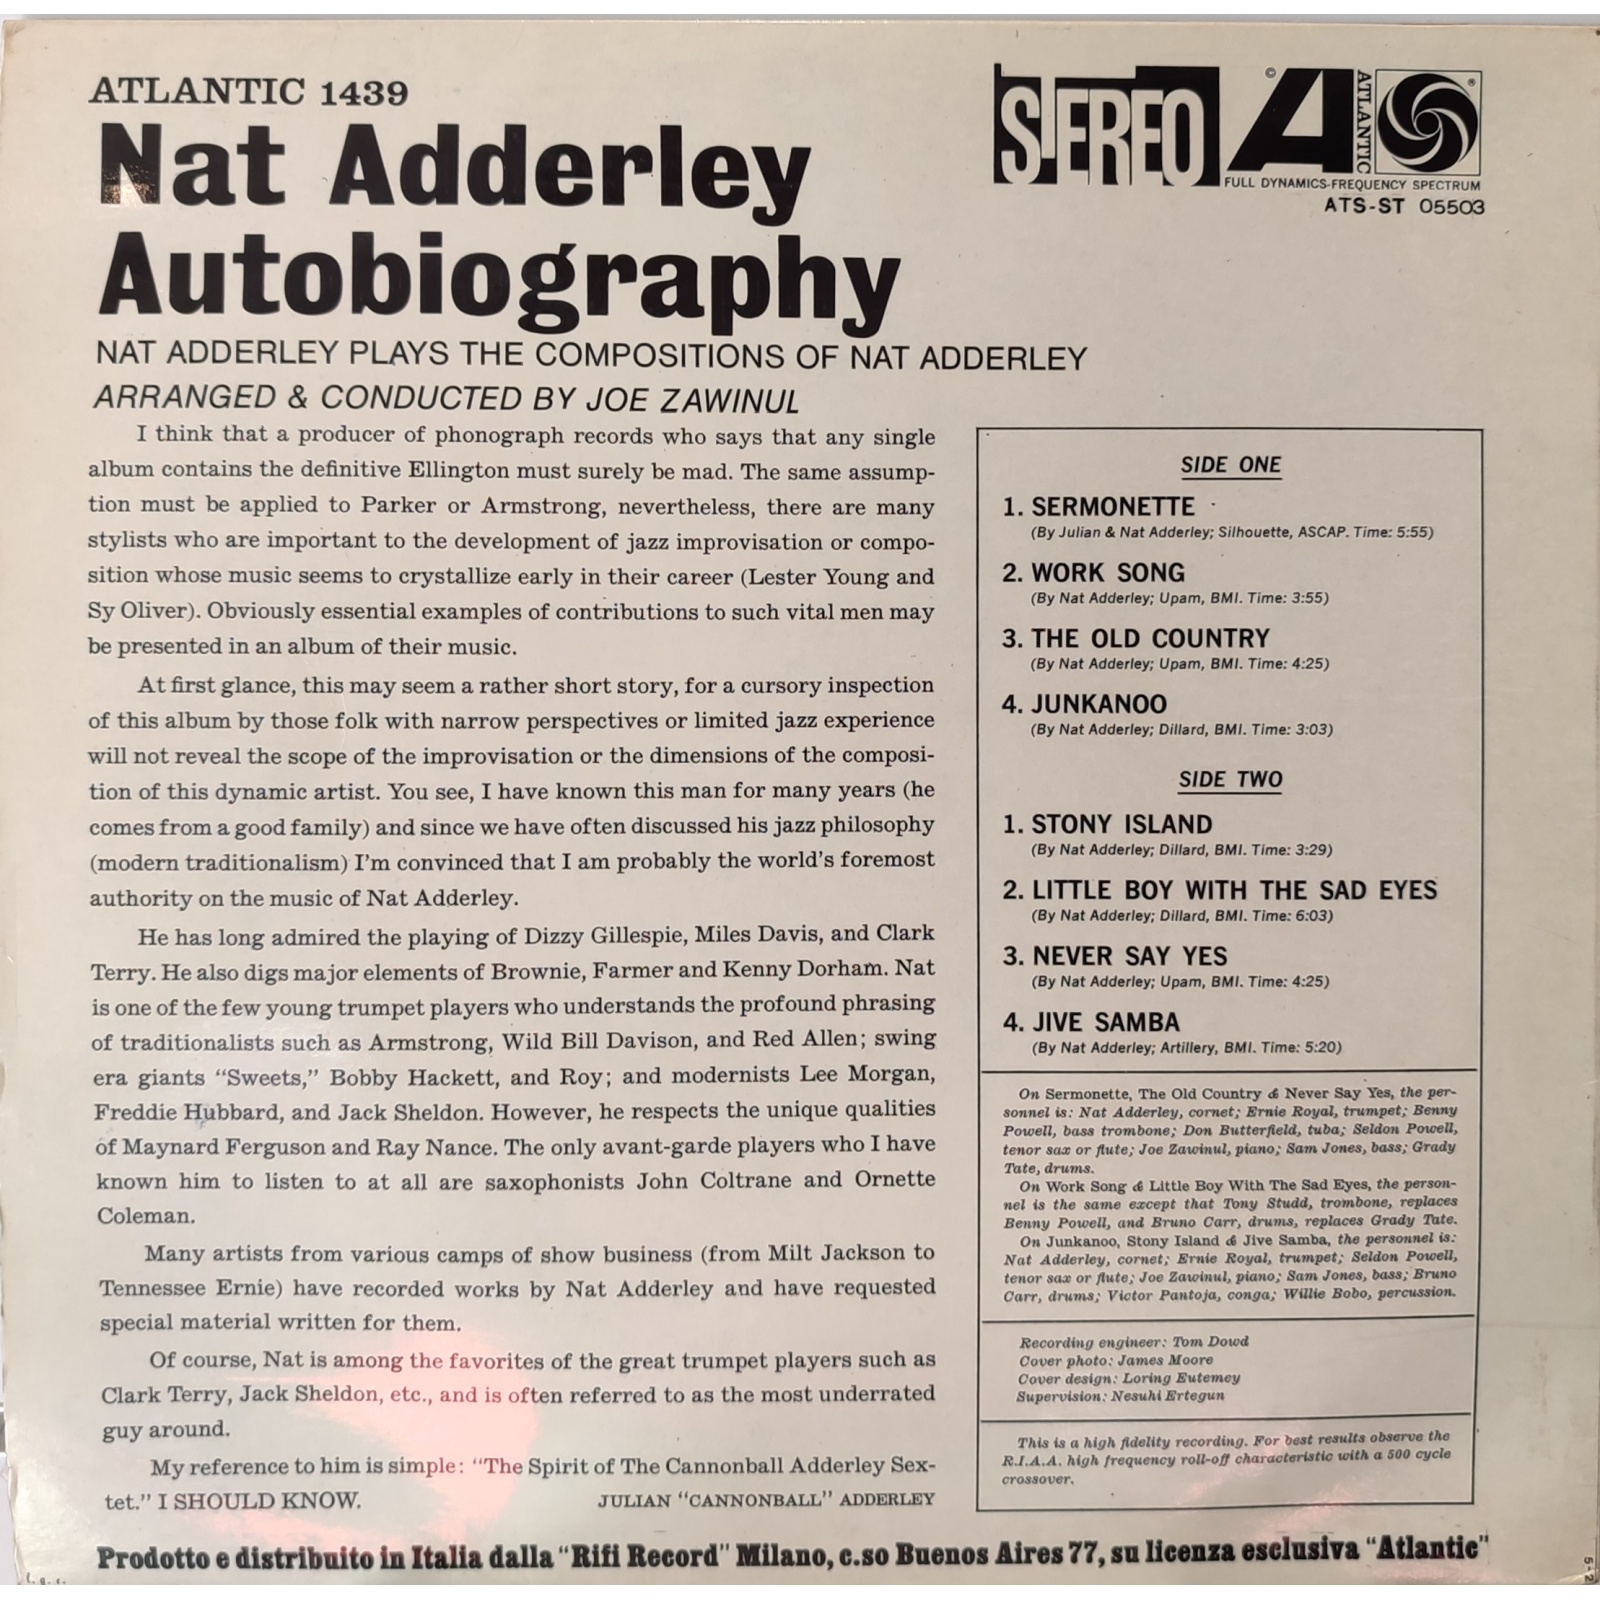 ATLANTIC 1439
Nat Adderley
Autobiography
NAT ADDERLEY PLAYS THE COMPOSITIONS OF NAT ADDERLEY
ARRANGED & CONDUCTED BY JOE ZAWINUL
STEREO
© A ATLANTIC ®
FULL DYNAMICS-FREQUENCY SPECTRUM
ATS-ST 05503
I think that a producer of phonograph records who says that any single
album contains the definitive Ellington must surely be mad. The same assump-
tion must be applied to Parker or Armstrong, nevertheless, there are many
stylists who are important to the development of jazz improvisation or compo-
sition whose music seems to crystallize early in their career (Lester Young and
Sy Oliver). Obviously essential examples of contributions to such vital men may
be presented in an album of their music.
At first glance, this may seem a rather short story, for a cursory inspection
of this album by those folk with narrow perspectives or limited jazz experience
will not reveal the scope of the improvisation or the dimensions of the composi-
tion of this dynamic artist. You see, I have known this man for many years (he
comes from a good family) and since we have often discussed his jazz philosophy
(modern traditionalism) I'm convinced that I am probably the world's foremost
authority on the music of Nat Adderley.
He has long admired the playing of Dizzy Gillespie, Miles Davis, and Clark
Terry. He also digs major elements of Brownie, Farmer and Kenny Dorham. Nat
is one of the few young trumpet players who understands the profound phrasing
of traditionalists such as Armstrong, Wild Bill Davison, and Red Allen; swing
era giants "Sweets," Bobby Hackett, and Roy; and modernists Lee Morgan,
Freddie Hubbard, and Jack Sheldon. However, he respects the unique qualities
of Maynard Ferguson and Ray Nance. The only avant-garde players who I have
known him to listen to at all are saxophonists John Coltrane and Ornette
Coleman.
Many artists from various camps of show business (from Milt Jackson to
Tennessee Ernie) have recorded works by Nat Adderley and have requested
special material written for them.
Of course, Nat is among the favorites of the great trumpet players such as
Clark Terry, Jack Sheldon, etc., and is often referred to as the most underrated
guy around.
My reference to him is simple: "The Spirit of The Cannonball Adderley Sex-
tet." I SHOULD KNOW. JULIAN "CANNONBALL" ADDERLEY
SIDE ONE
1. SERMONETTE
(By Julian & Nat Adderley; Silhouette, ASCAP. Time: 5:55)
2. WORK SONG
(By Nat Adderley; Upam, BMI. Time: 3:55)
3. THE OLD COUNTRY
(By Nat Adderley; Upam, BMI. Time: 4:25)
4. JUNKANOO
(By Nat Adderley; Dillard, BMI. Time: 3:03)
SIDE TWO
1. STONY ISLAND
(By Nat Adderley; Dillard, BMI. Time: 3:29)
2. LITTLE BOY WITH THE SAD EYES
(By Nat Adderley; Dillard, BMI. Time: 6:03)
3. NEVER SAY YES
(By Nat Adderley; Upam, BMI. Time: 4:25)
4. JIVE SAMBA
(By Nat Adderley; Artillery, BMI. Time: 5:20)
On Sermonette, The Old Country & Never Say Yes, the per-
sonnel is: Nat Adderley, cornet; Ernie Royal, trumpet; Benny
Powell, bass trombone; Don Butterfield, tuba; Seldon Powell,
tenor sax or flute; Joe Zawinul, piano; Sam Jones, bass; Grady
Tate, drums.
On Work Song & Little Boy With The Sad Eyes, the person-
nel is the same except that Tony Studd, trombone, replaces
Benny Powell, and Bruno Carr, drums, replaces Grady Tate.
On Junkanoo, Stony Island & Jive Samba, the personnel is:
Nat Adderley, cornet; Ernie Royal, trumpet; Seldon Powell,
tenor sax or flute; Joe Zawinul, piano; Sam Jones, bass; Bruno
Carr, drums; Victor Pantoja, conga; Willie Bobo, percussion.
Recording engineer: Tom Dowd
Cover photo: James Moore
Cover design: Loring Eutemey
Supervision: Nesuhi Ertegun
This is a high fidelity recording. For best results observe the
R.I.A.A. high frequency roll-off characteristic with a 500 cycle
crossover.
Prodotto e distribuito in Italia dalla "Rifi Record" Milano, c.so Buenos Aires 77, su licenza esclusiva "Atlantic"